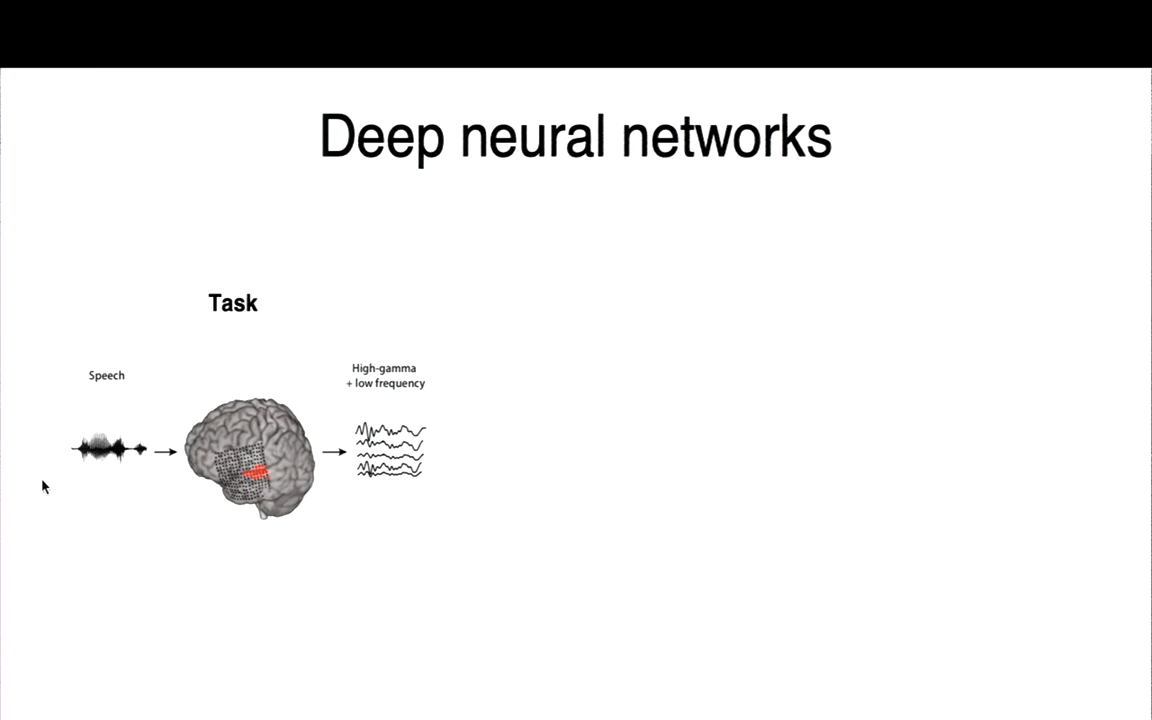 Deep neural networks
Task
Speech
High-gamma
+ low frequency